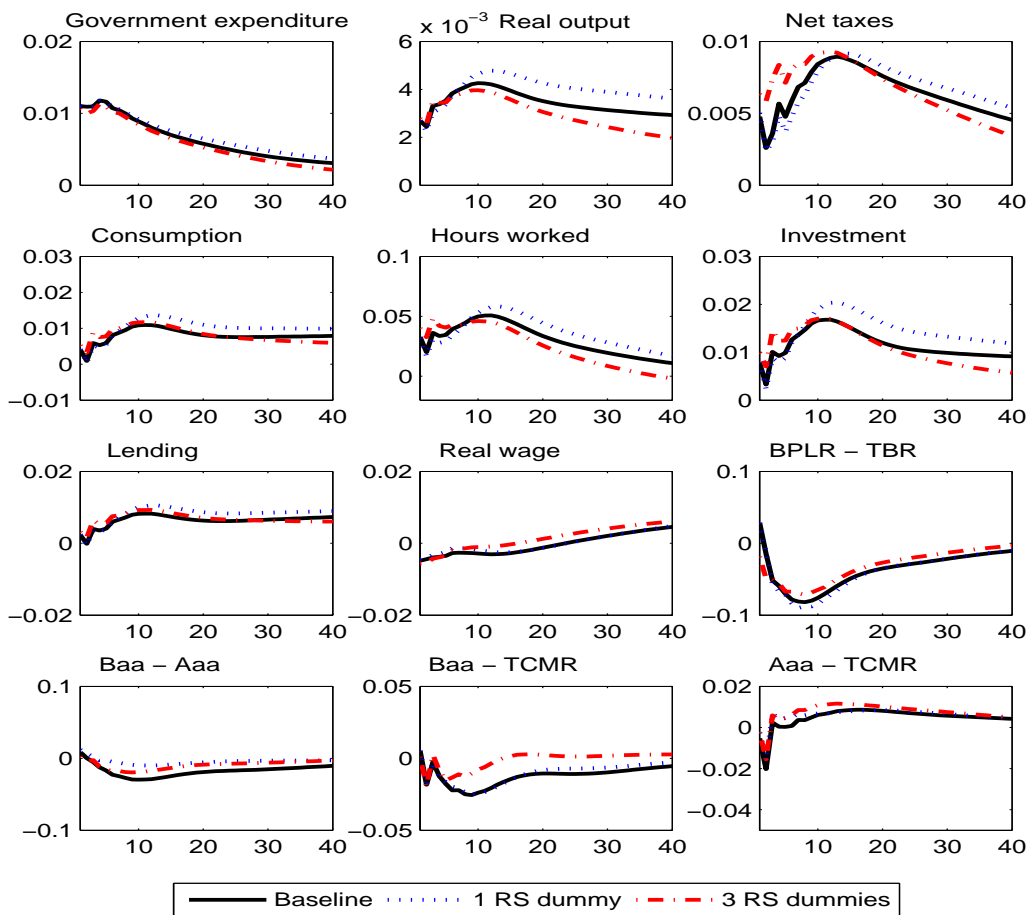 Government expenditure
0.02
0.01
0
10 20 30 40
x 10⁻³ Real output
6
4
2
0
10 20 30 40
Net taxes
0.01
0.005
0
10 20 30 40
Consumption
0.03
0.02
0.01
0
−0.01
10 20 30 40
Hours worked
0.1
0.05
0
10 20 30 40
Investment
0.03
0.02
0.01
0
10 20 30 40
Lending
0.02
0
−0.02
10 20 30 40
Real wage
0.02
0
−0.02
10 20 30 40
BPLR − TBR
0.1
0
−0.1
10 20 30 40
Baa − Aaa
0.1
0
−0.1
10 20 30 40
Baa − TCMR
0.05
0
−0.05
10 20 30 40
Aaa − TCMR
0.02
0
−0.02
−0.04
10 20 30 40
Baseline 1 RS dummy 3 RS dummies